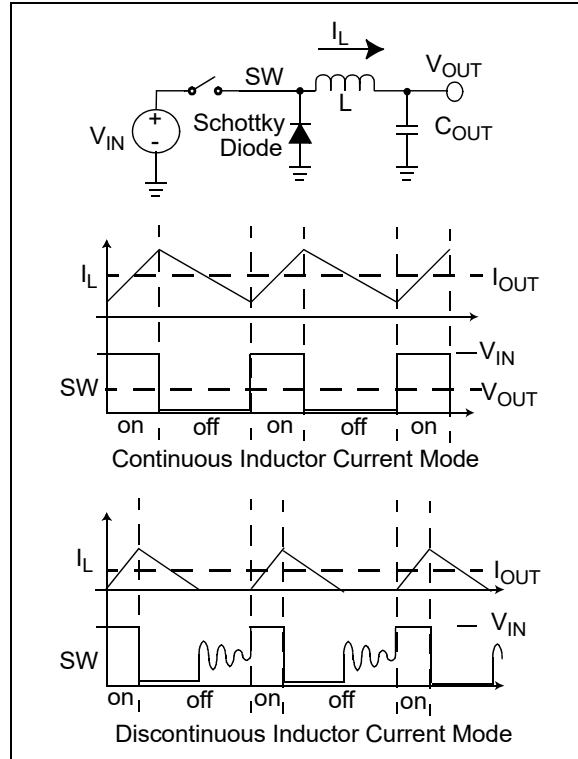 I_L
SW
V_OUT
L
+
-
V_IN
Schottky
Diode
C_OUT
I_L
I_OUT
V_IN
SW
V_OUT
on off on off on
Continuous Inductor Current Mode
I_L
I_OUT
V_IN
SW
on off on off on
Discontinuous Inductor Current Mode